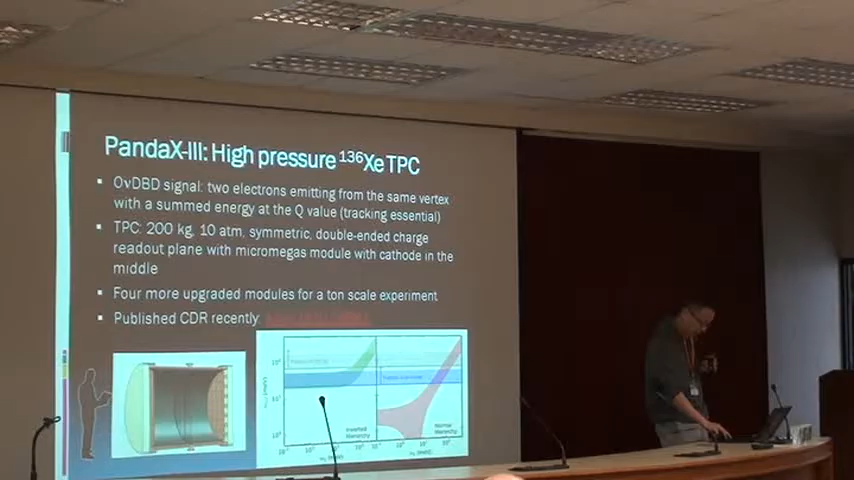 PandaX-III: High pressure ¹³⁶Xe TPC
▪ 0νDBD signal: two electrons emitting from the same vertex
with a summed energy at the Q value (tracking essential)
▪ TPC: 200 kg, 10 atm, symmetric, double-ended charge
readout plane with micromegas module with cathode in the
middle
▪ Four more upgraded modules for a ton scale experiment
▪ Published CDR recently:
Inverted
Hierarchy
Normal
Hierarchy